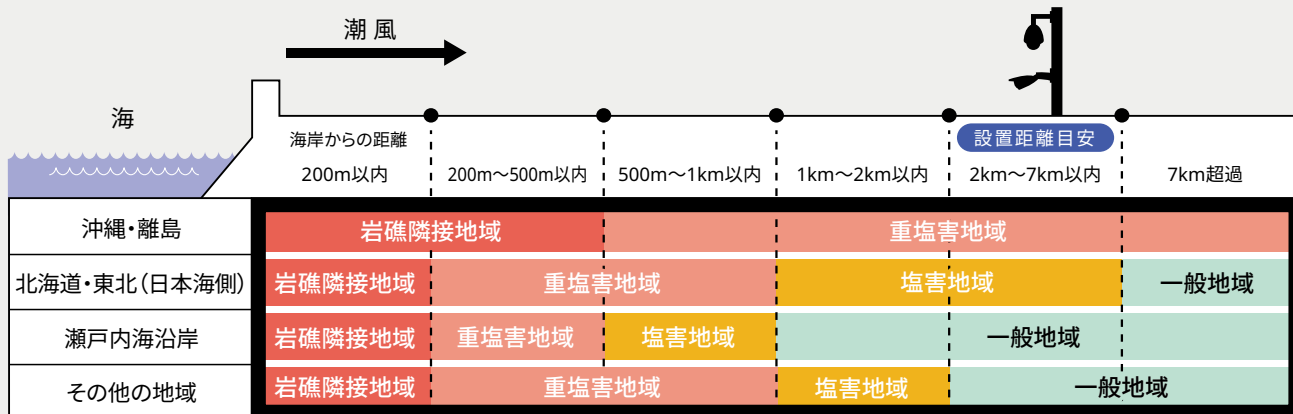 潮風
海
海岸からの距離
設置距離目安
200m以内
200m～500m以内
500m～1km以内
1km～2km以内
2km～7km以内
7km超過
沖縄・離島
岩礁隣接地域
重塩害地域
北海道・東北（日本海側）
岩礁隣接地域
重塩害地域
塩害地域
一般地域
瀬戸内海沿岸
岩礁隣接地域
重塩害地域
塩害地域
一般地域
その他の地域
岩礁隣接地域
重塩害地域
塩害地域
一般地域